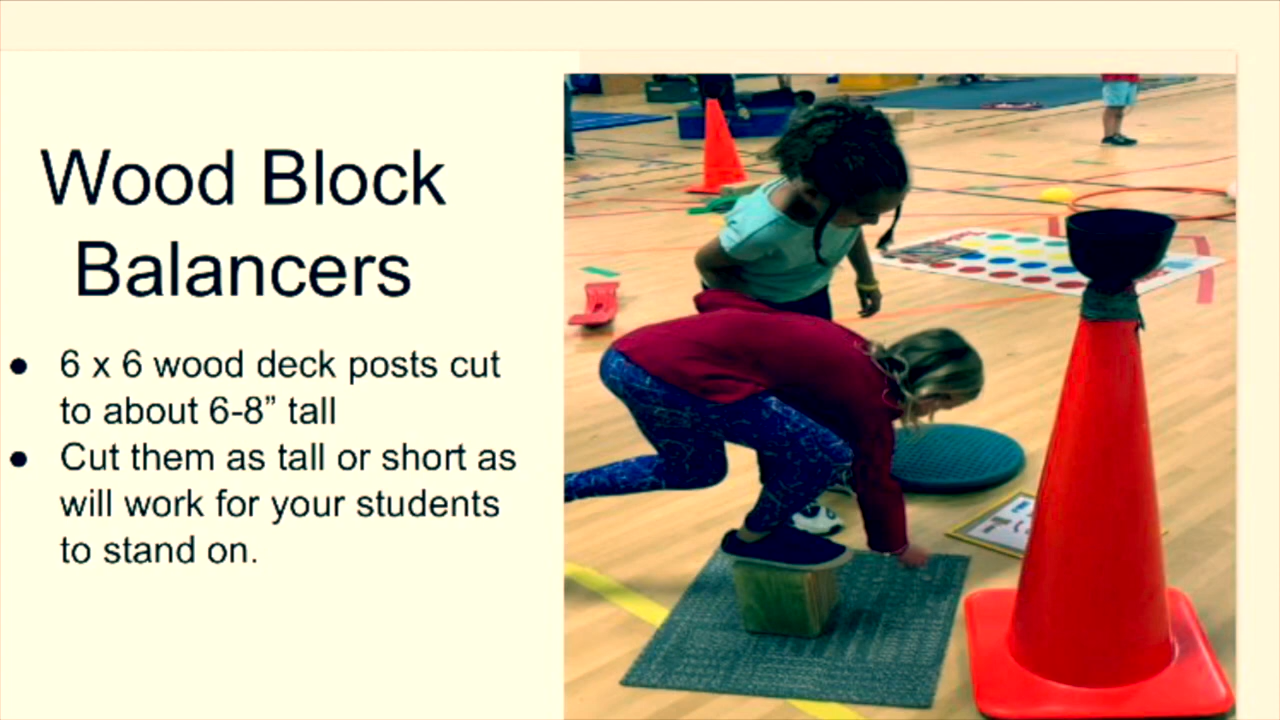 Wood Block
Balancers
● 6 x 6 wood deck posts cut
to about 6-8” tall
● Cut them as tall or short as
will work for your students
to stand on.